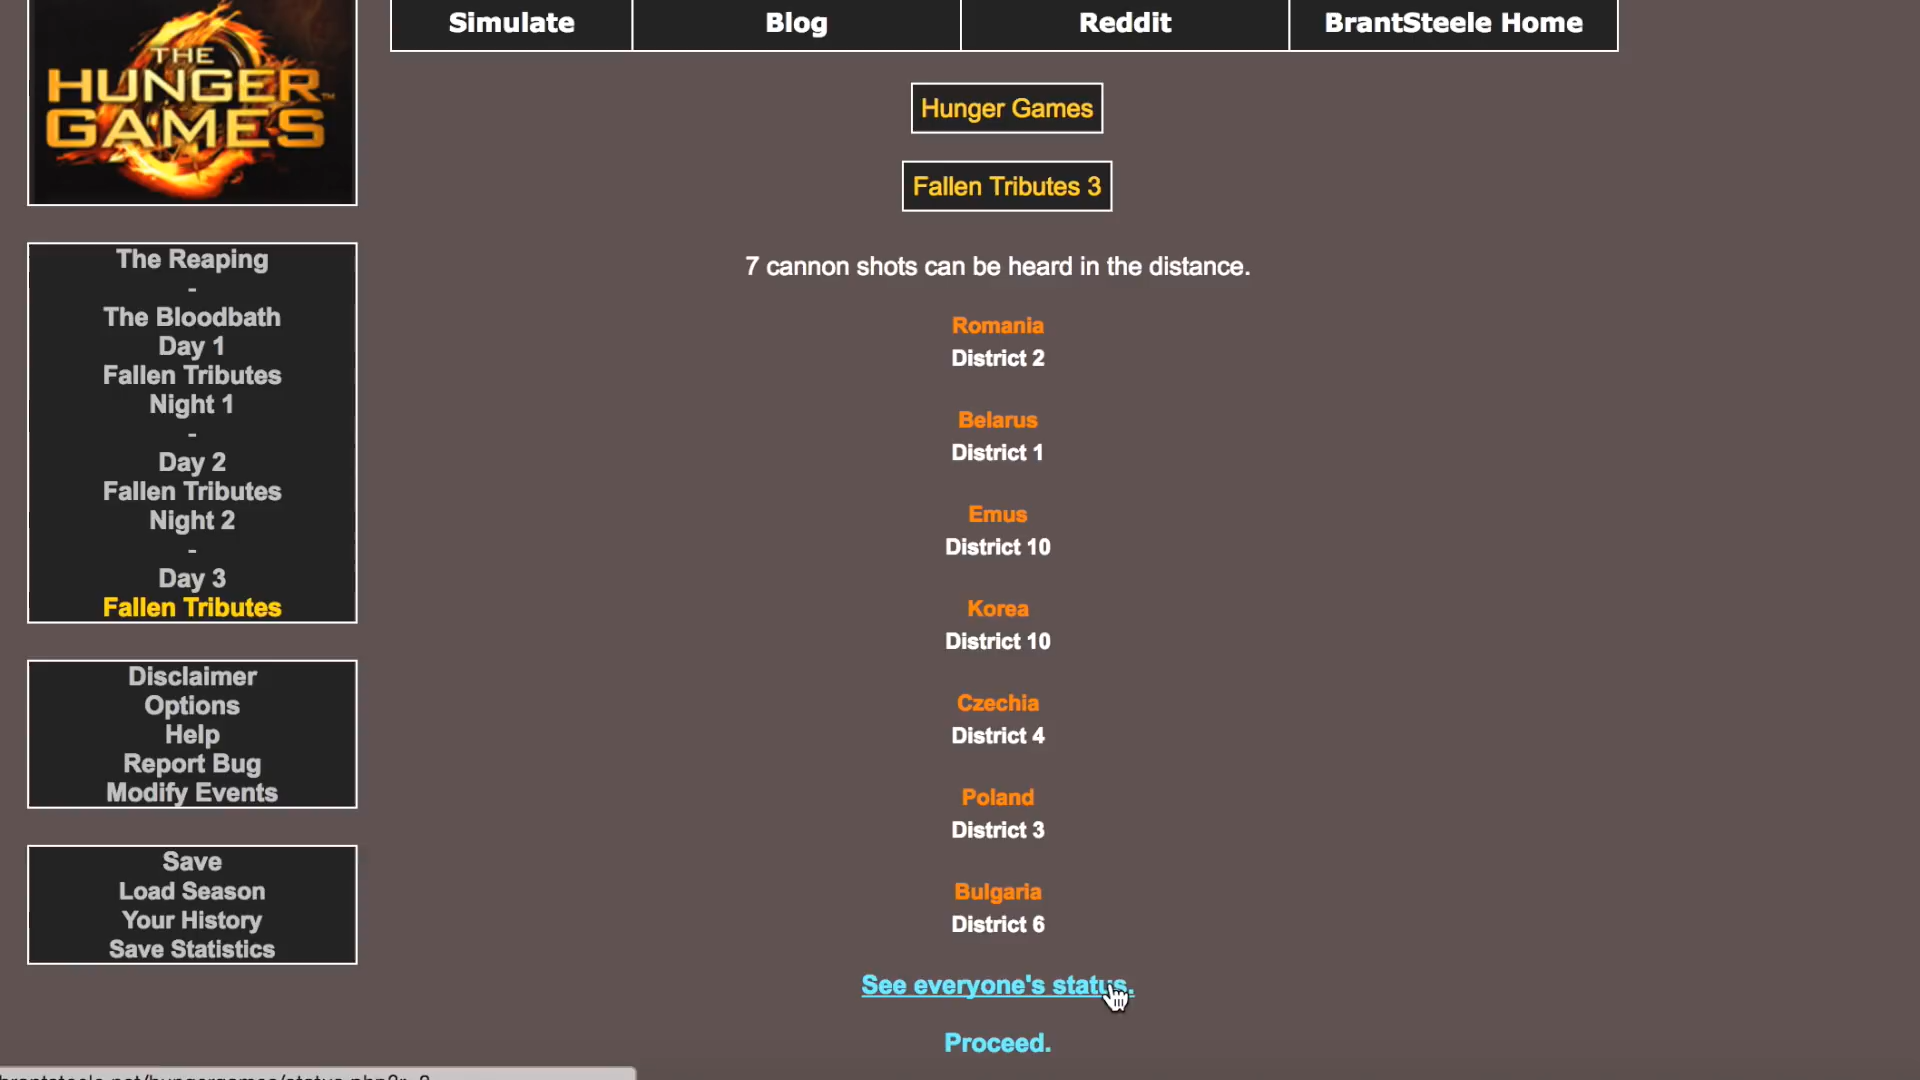 Simulate
Blog
Reddit
BrantSteele Home
THE
HUNGER
GAMES
Hunger Games
Fallen Tributes 3
7 cannon shots can be heard in the distance.
Romania
District 2
Belarus
District 1
Emus
District 10
Korea
District 10
Czechia
District 4
Poland
District 3
Bulgaria
District 6
See everyone's status.
Proceed.
The Reaping
-
The Bloodbath
Day 1
Fallen Tributes
Night 1
-
Day 2
Fallen Tributes
Night 2
-
Day 3
Fallen Tributes
Disclaimer
Options
Help
Report Bug
Modify Events
Save
Load Season
Your History
Save Statistics